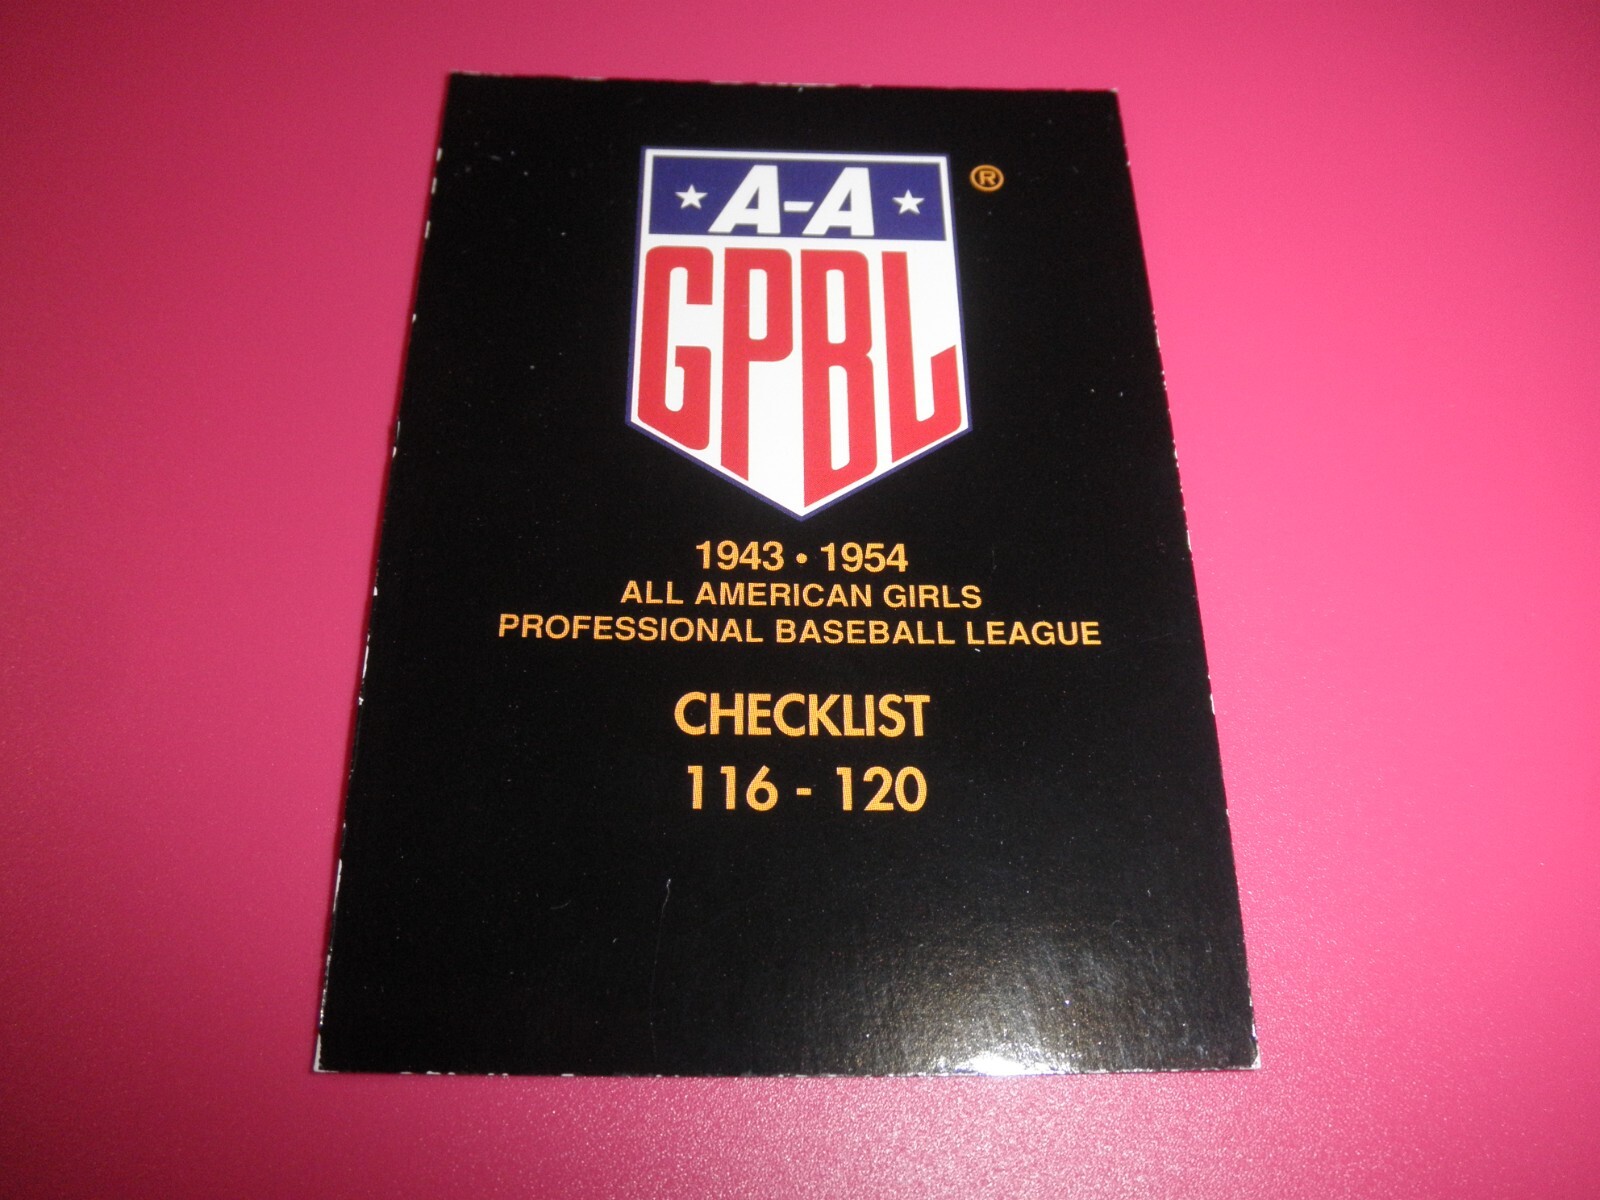 ★ A-A ★
®
GPBL
1943 • 1954
ALL AMERICAN GIRLS
PROFESSIONAL BASEBALL LEAGUE
CHECKLIST
116 - 120